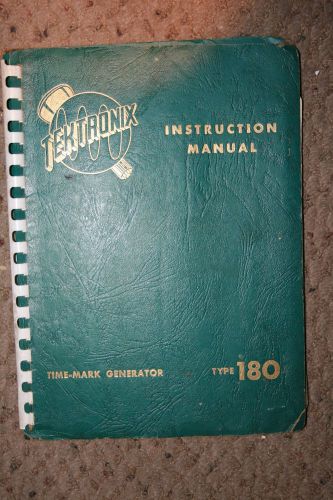 TEKTRONIX
INSTRUCTION
MANUAL
TIME-MARK GENERATOR TYPE 180